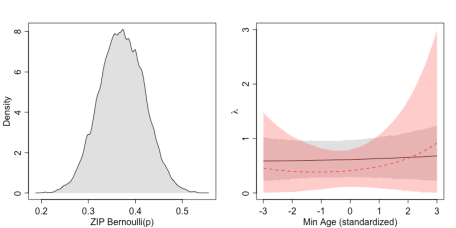 Density
0 2 4 6 8
0.2 0.3 0.4 0.5
ZIP Bernoulli(p)
λ
0 1 2 3
-3 -2 -1 0 1 2 3
Min Age (standardized)